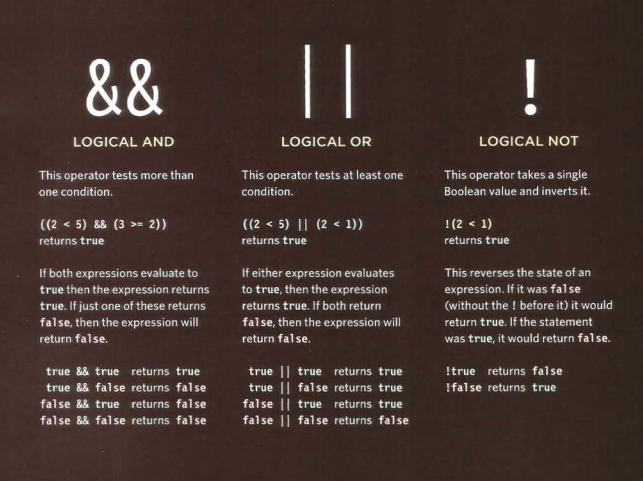 &&
LOGICAL AND
This operator tests more than
one condition.
((2 < 5) && (3 >= 2))
returns true
If both expressions evaluate to
true then the expression returns
true. If just one of these returns
false, then the expression will
return false.
true && true returns true
true && false returns false
false && true returns false
false && false returns false
||
LOGICAL OR
This operator tests at least one
condition.
((2 < 5) || (2 < 1))
returns true
If either expression evaluates
to true, then the expression
returns true. If both return
false, then the expression will
return false.
true || true returns true
true || false returns true
false || true returns true
false || false returns false
!
LOGICAL NOT
This operator takes a single
Boolean value and inverts it.
!(2 < 1)
returns true
This reverses the state of an
expression. If it was false
(without the ! before it) it would
return true. If the statement
was true, it would return false.
!true returns false
!false returns true